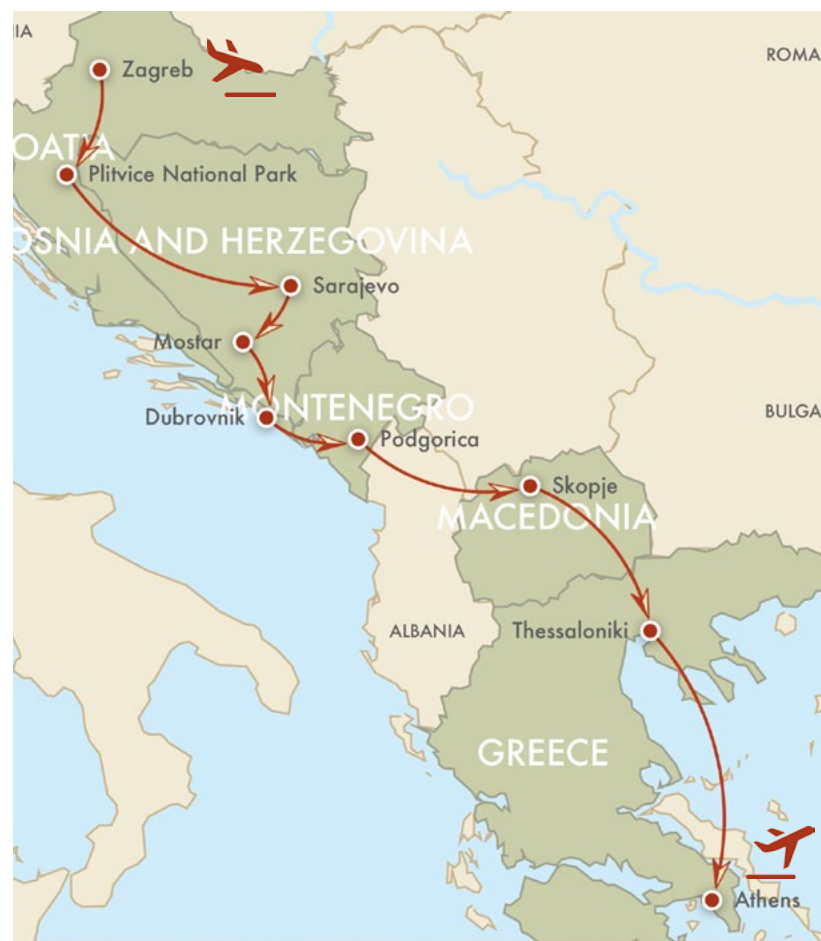 IA
ROMA
Zagreb
OATIA
Plitvice National Park
OSNIA AND HERZEGOVINA
Sarajevo
Mostar
MONTENEGRO
Dubrovnik
BULGA
Podgorica
Skopje
MACEDONIA
ALBANIA
Thessaloniki
GREECE
Athens